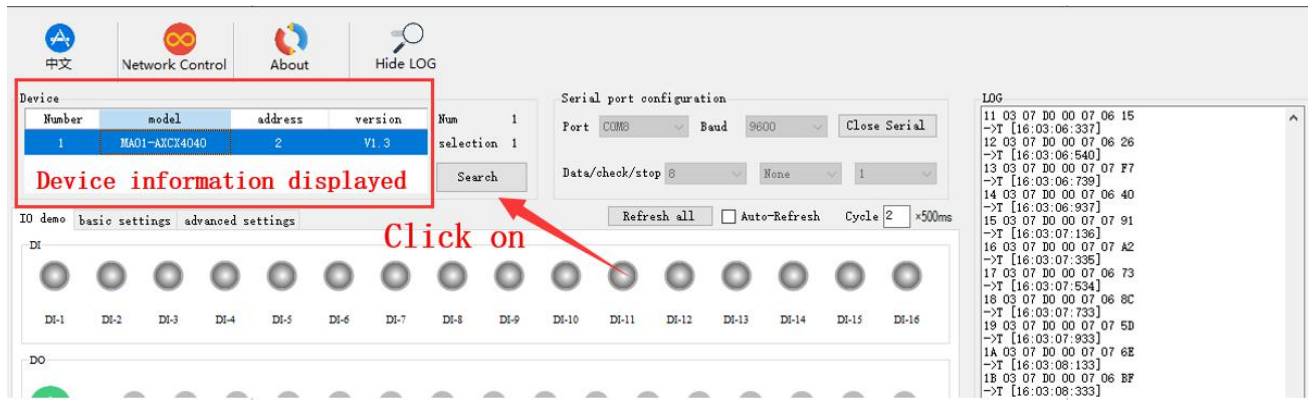 中文 Network Control About Hide LOG
Device
Number model address version
1 MA01-AXCX4040 2 V1.3
Device information displayed
Num 1
selection 1
Search
Serial port configuration
Port COM8 Baud 9600 Close Serial
Data/check/stop 8 None 1
IO demo basic settings advanced settings
Refresh all Auto-Refresh Cycle 2 ×500ms
Click on
DI
DI-1 DI-2 DI-3 DI-4 DI-5 DI-6 DI-7 DI-8 DI-9 DI-10 DI-11 DI-12 DI-13 DI-14 DI-15 DI-16
DO
LOG
11 03 07 D0 00 07 06 15
->T [16:03:06:337]
12 03 07 D0 00 07 06 26
->T [16:03:06:540]
13 03 07 D0 00 07 07 F7
->T [16:03:06:739]
14 03 07 D0 00 07 06 40
->T [16:03:06:937]
15 03 07 D0 00 07 07 91
->T [16:03:07:136]
16 03 07 D0 00 07 07 A2
->T [16:03:07:335]
17 03 07 D0 00 07 06 73
->T [16:03:07:534]
18 03 07 D0 00 07 06 8C
->T [16:03:07:733]
19 03 07 D0 00 07 07 5D
->T [16:03:07:933]
1A 03 07 D0 00 07 07 6E
->T [16:03:08:133]
1B 03 07 D0 00 07 06 BF
->T [16:03:08:333]